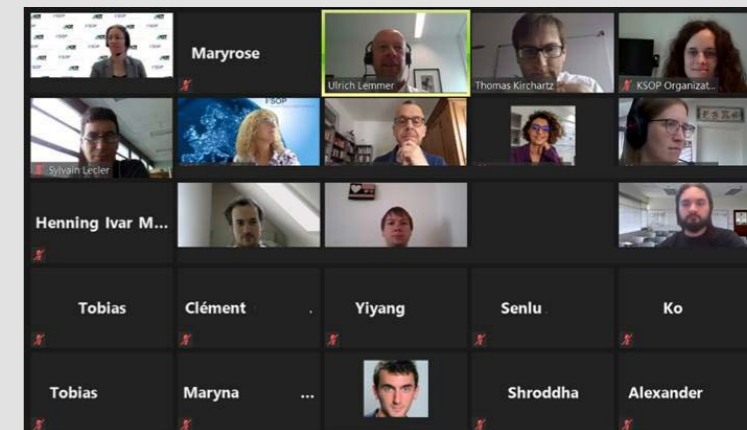 KSOP
Maryrose
Ulrich Lemmer
Thomas Kirchartz
KSOP Organizat...
Sylvain Lecler
Henning Ivar M...
Tobias
Clément
Yiyang
Senlu
Ko
Tobias
Maryna ...
Shroddha
Alexander